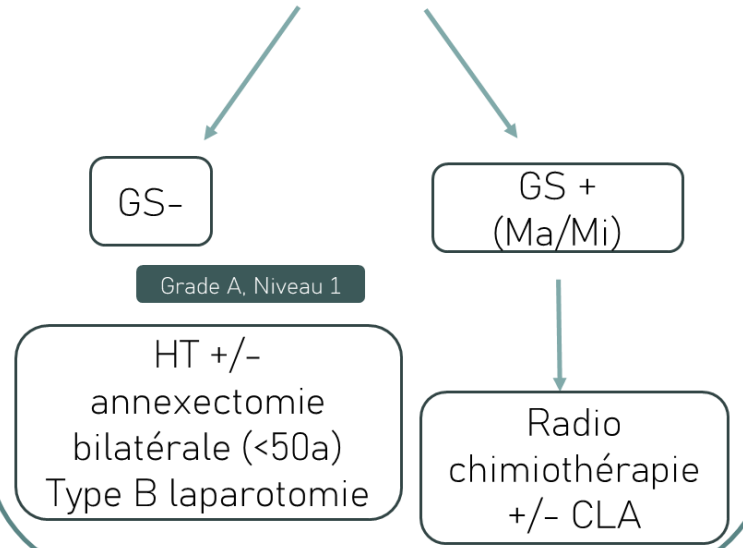 GS-
GS +
(Ma/Mi)
Grade A, Niveau 1
HT +/-
annexectomie
bilatérale (<50a)
Type B laparotomie
Radio
chimiothérapie
+/- CLA